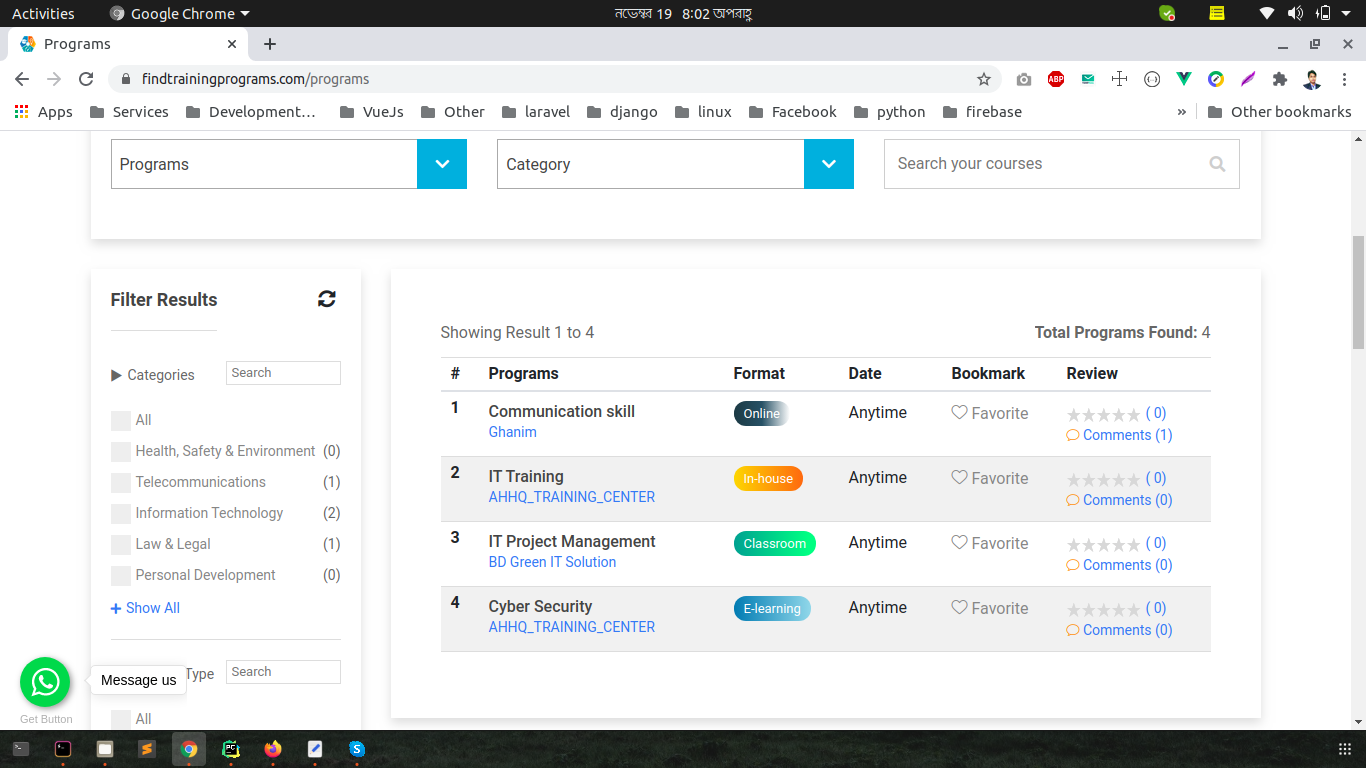 Activities Google Chrome নভেম্বর 19 8:02 অপরাহ্ণ
Programs
findtrainingprograms.com/programs ABP
Apps Services Development… VueJs Other laravel django linux Facebook python firebase » Other bookmarks
Programs Category Search your courses
Filter Results
Categories Search
All
Health, Safety & Environment (0)
Telecommunications (1)
Information Technology (2)
Law & Legal (1)
Personal Development (0)
+ Show All
Type Search
All
Message us
Get Button
Showing Result 1 to 4 Total Programs Found: 4
# Programs Format Date Bookmark Review
1 Communication skill Online Anytime Favorite ( 0)
Ghanim Comments (1)
2 IT Training In-house Anytime Favorite ( 0)
AHHQ_TRAINING_CENTER Comments (0)
3 IT Project Management Classroom Anytime Favorite ( 0)
BD Green IT Solution Comments (0)
4 Cyber Security E-learning Anytime Favorite ( 0)
AHHQ_TRAINING_CENTER Comments (0)